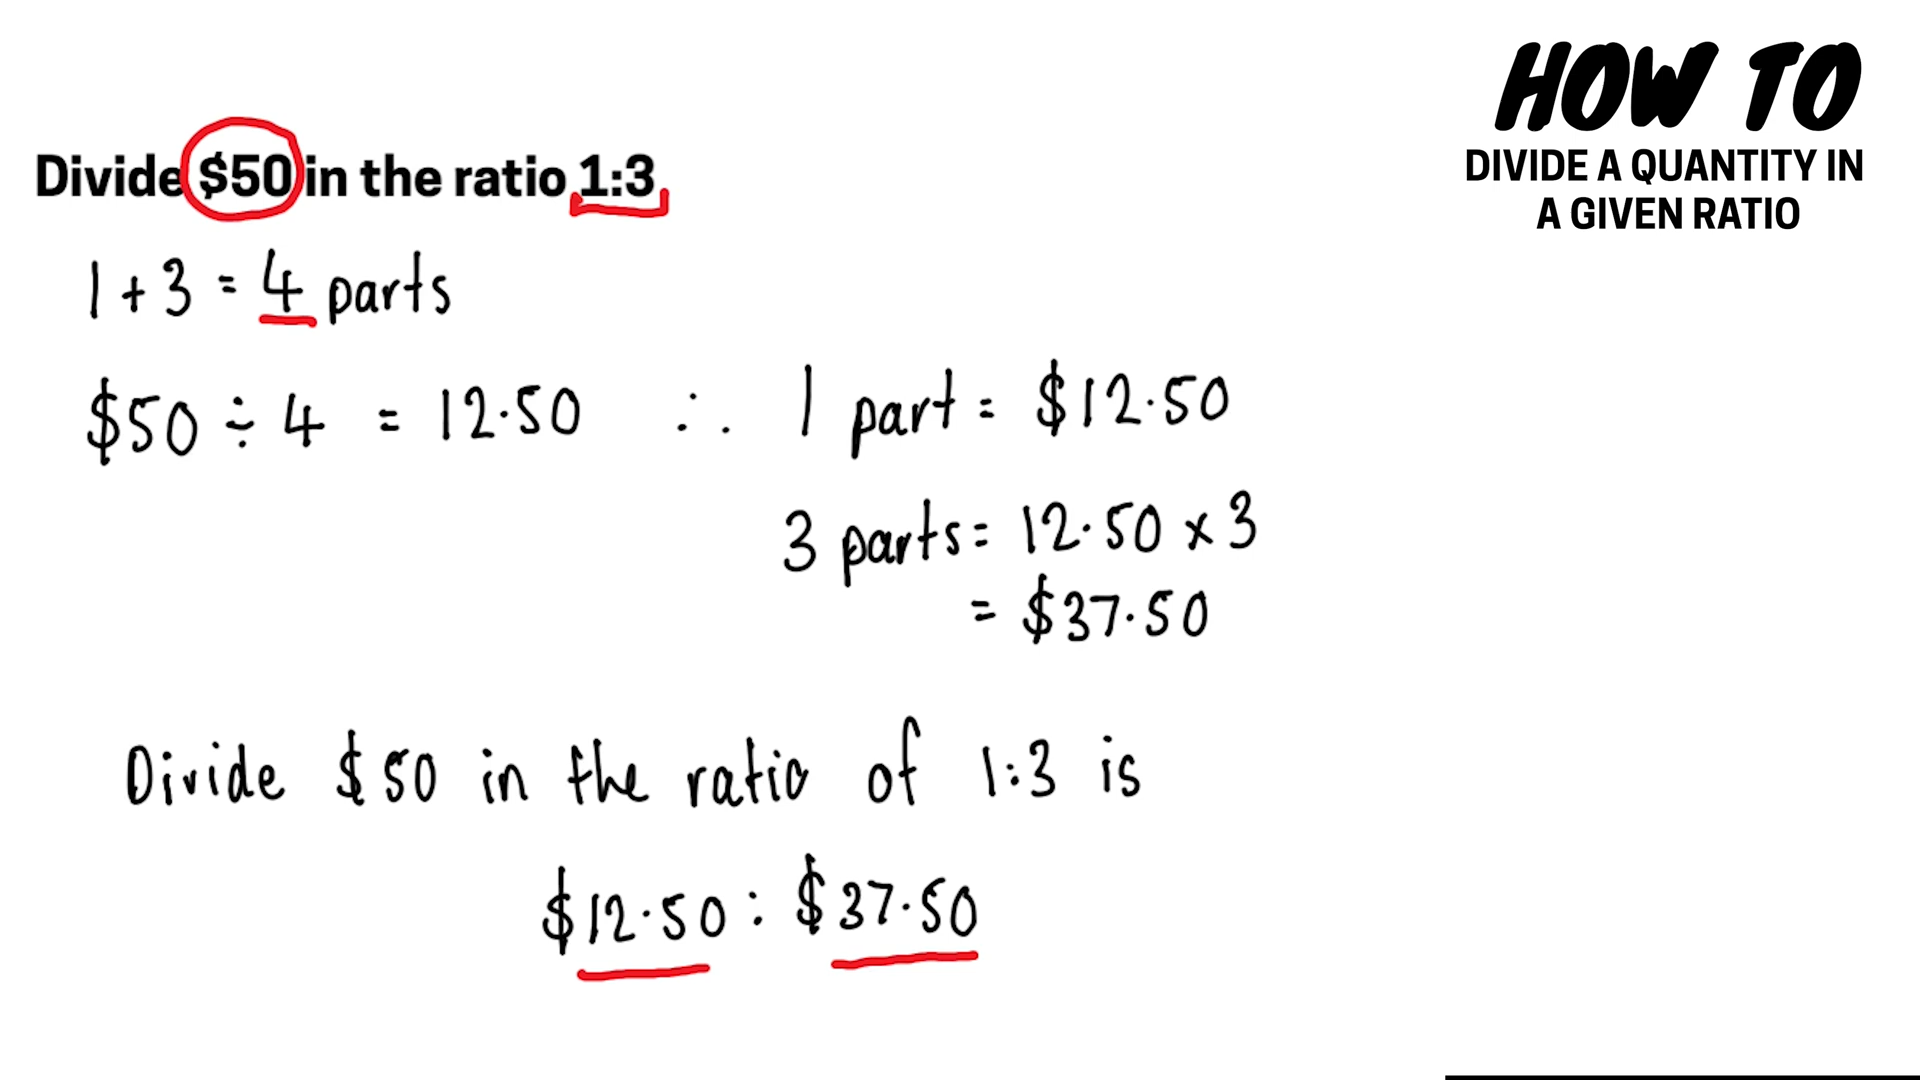 HOW TO
DIVIDE A QUANTITY IN
A GIVEN RATIO
Divide $50 in the ratio 1:3
1 + 3 = 4 parts
$50 ÷ 4 = 12.50 ∴ 1 part = $12.50
3 parts = 12.50 x 3
= $37.50
Divide $50 in the ratio of 1:3 is
$12.50 : $37.50